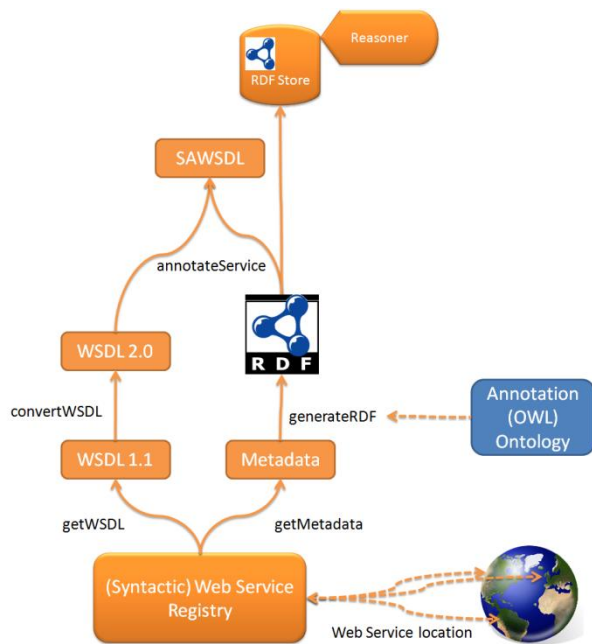 Reasoner
RDF Store
SAWSDL
annotateService
WSDL 2.0
R D F
convertWSDL
generateRDF
Annotation
(OWL)
Ontology
WSDL 1.1
Metadata
getWSDL
getMetadata
(Syntactic) Web Service
Registry
Web Service location